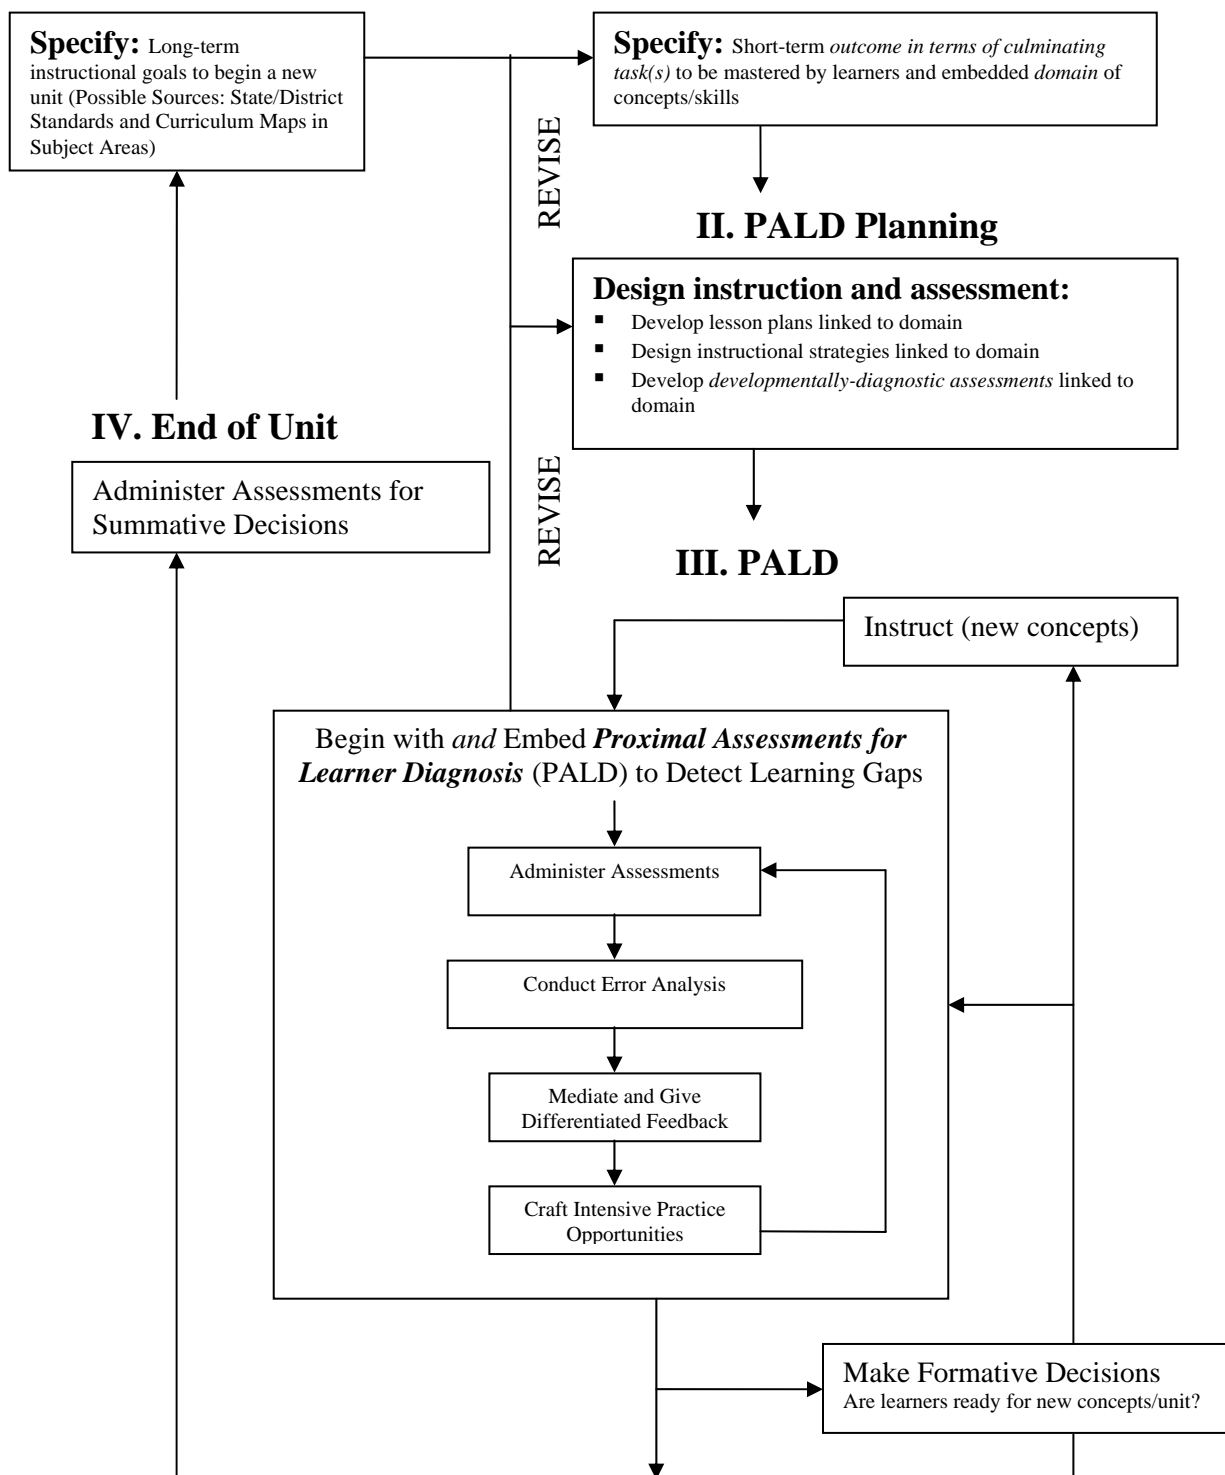 Specify: Long-term
instructional goals to begin a new
unit (Possible Sources: State/District
Standards and Curriculum Maps in
Subject Areas)
Specify: Short-term outcome in terms of culminating
task(s) to be mastered by learners and embedded domain of
concepts/skills
REVISE
II. PALD Planning
Design instruction and assessment:
▪ Develop lesson plans linked to domain
▪ Design instructional strategies linked to domain
▪ Develop developmentally-diagnostic assessments linked to
domain
IV. End of Unit
Administer Assessments for
Summative Decisions
REVISE
III. PALD
Instruct (new concepts)
Begin with and Embed Proximal Assessments for
Learner Diagnosis (PALD) to Detect Learning Gaps
Administer Assessments
Conduct Error Analysis
Mediate and Give
Differentiated Feedback
Craft Intensive Practice
Opportunities
Make Formative Decisions
Are learners ready for new concepts/unit?